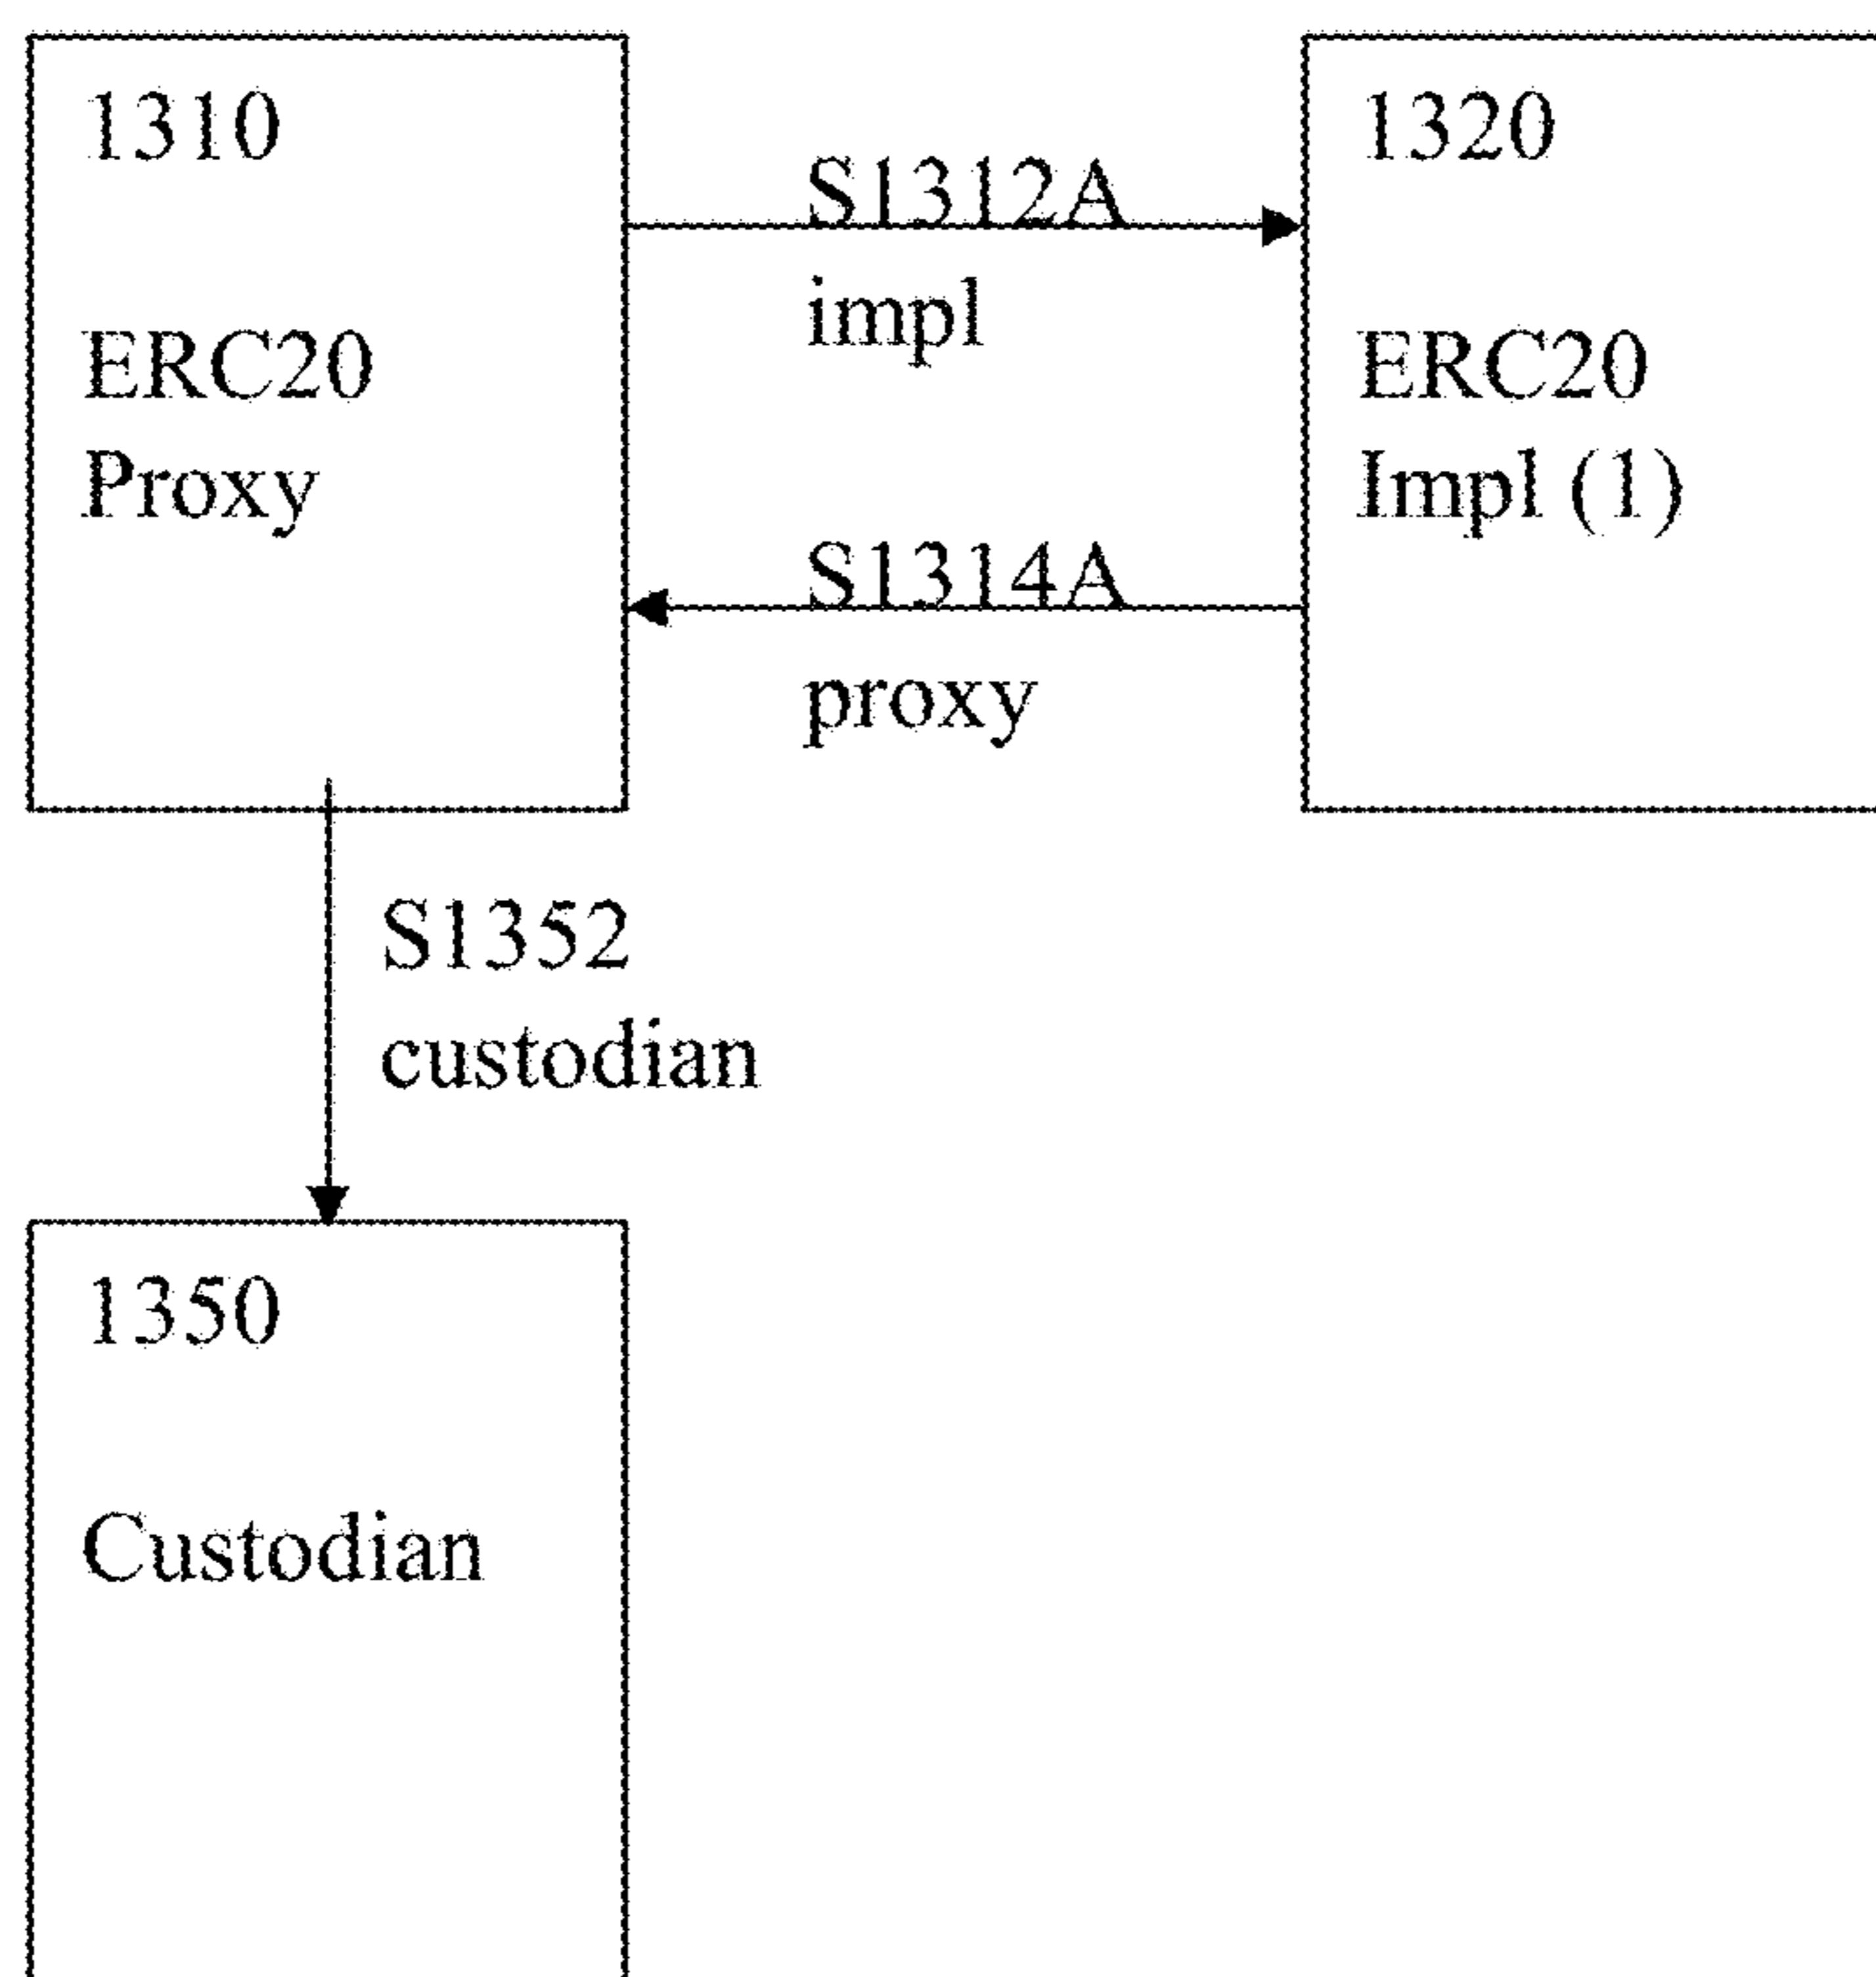 1310
ERC20
Proxy
S1312A
impl
S1314A
proxy
1320
ERC20
Impl (1)
S1352
custodian
1350
Custodian